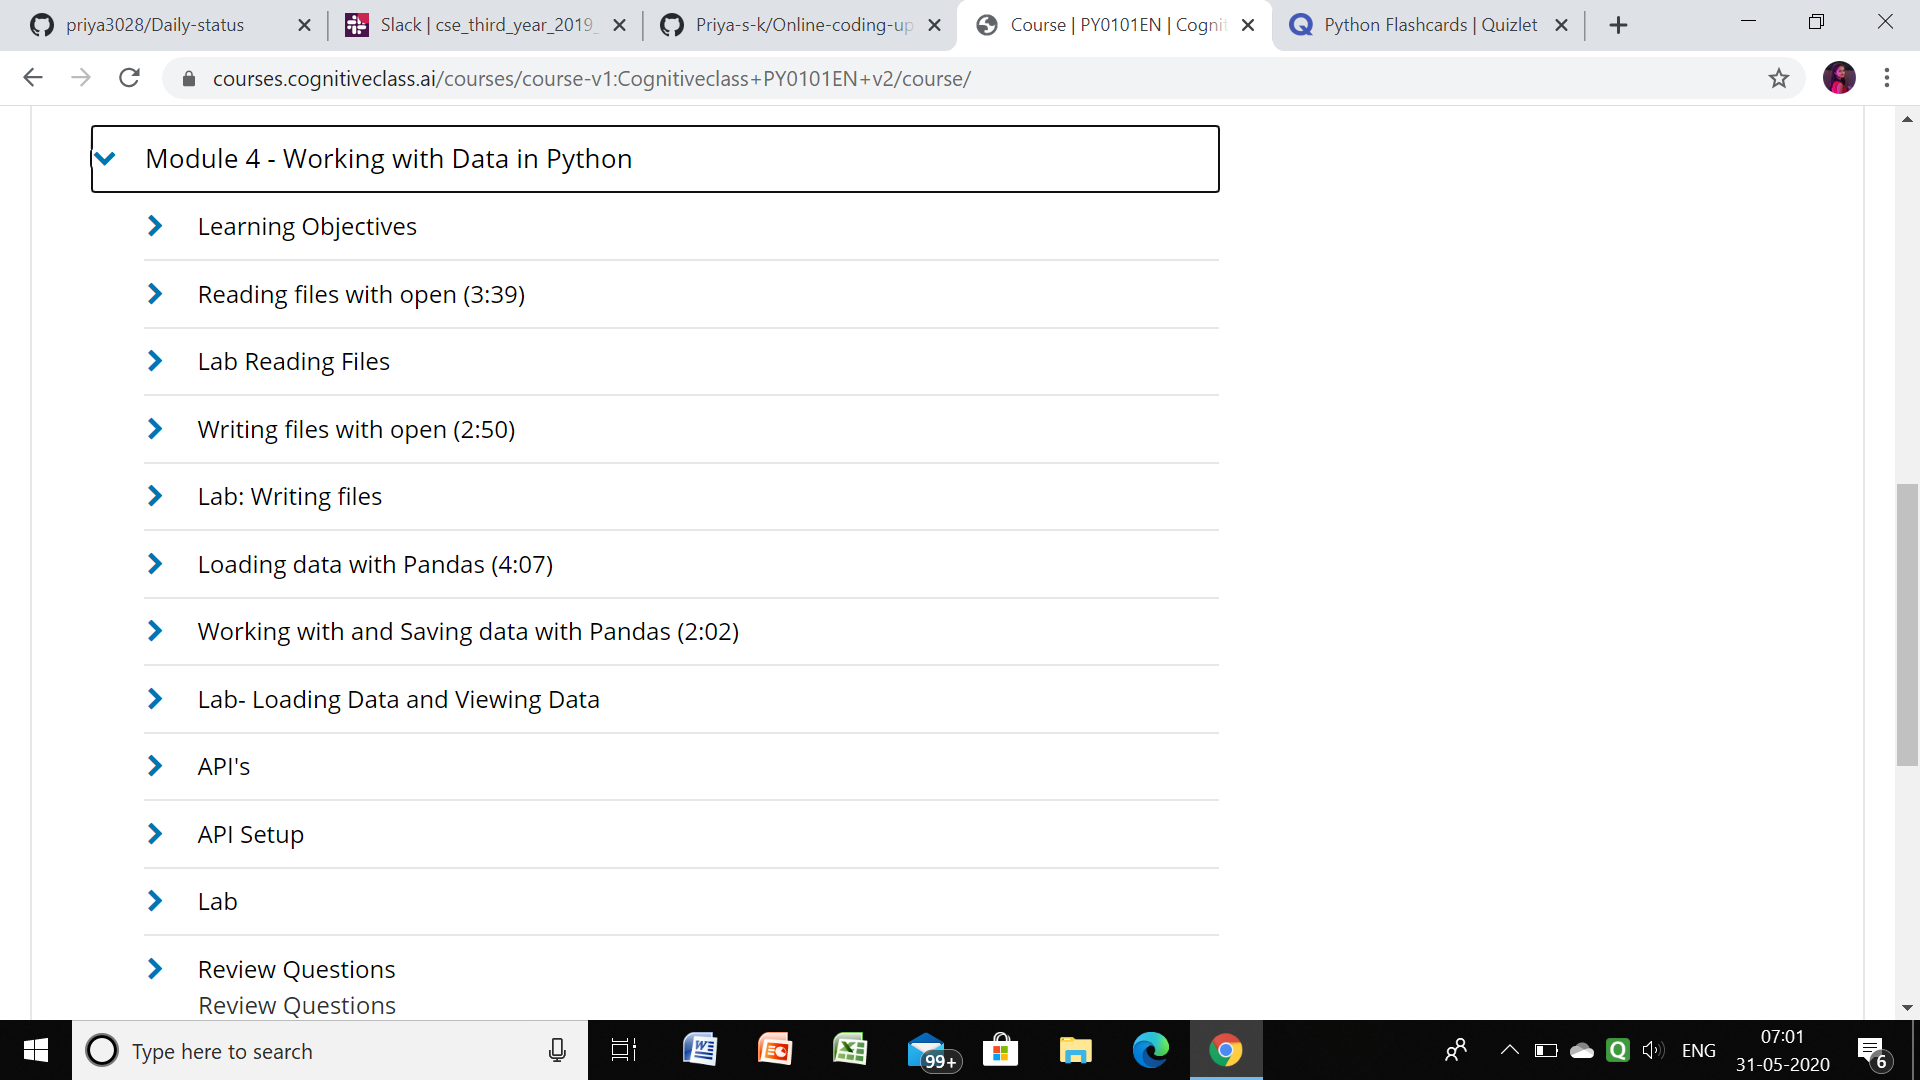 priya3028/Daily-status
Slack | cse_third_year_2019_
Priya-s-k/Online-coding-up
Course | PY0101EN | Cognit
Python Flashcards | Quizlet
courses.cognitiveclass.ai/courses/course-v1:Cognitiveclass+PY0101EN+v2/course/
Module 4 - Working with Data in Python
Learning Objectives
Reading files with open (3:39)
Lab Reading Files
Writing files with open (2:50)
Lab: Writing files
Loading data with Pandas (4:07)
Working with and Saving data with Pandas (2:02)
Lab- Loading Data and Viewing Data
API's
API Setup
Lab
Review Questions
Review Questions
Type here to search
99+
ENG
07:01
31-05-2020
6